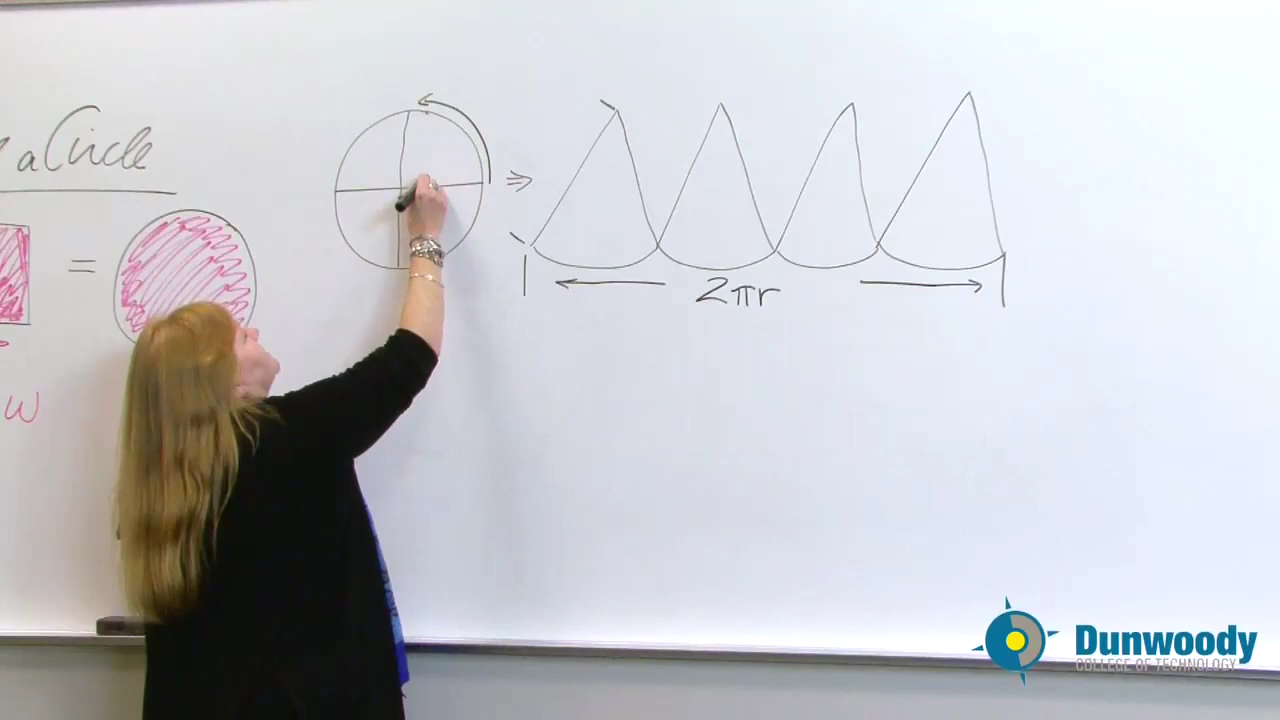 a Circle
=
w
⇒
2πr
Dunwoody
COLLEGE OF TECHNOLOGY